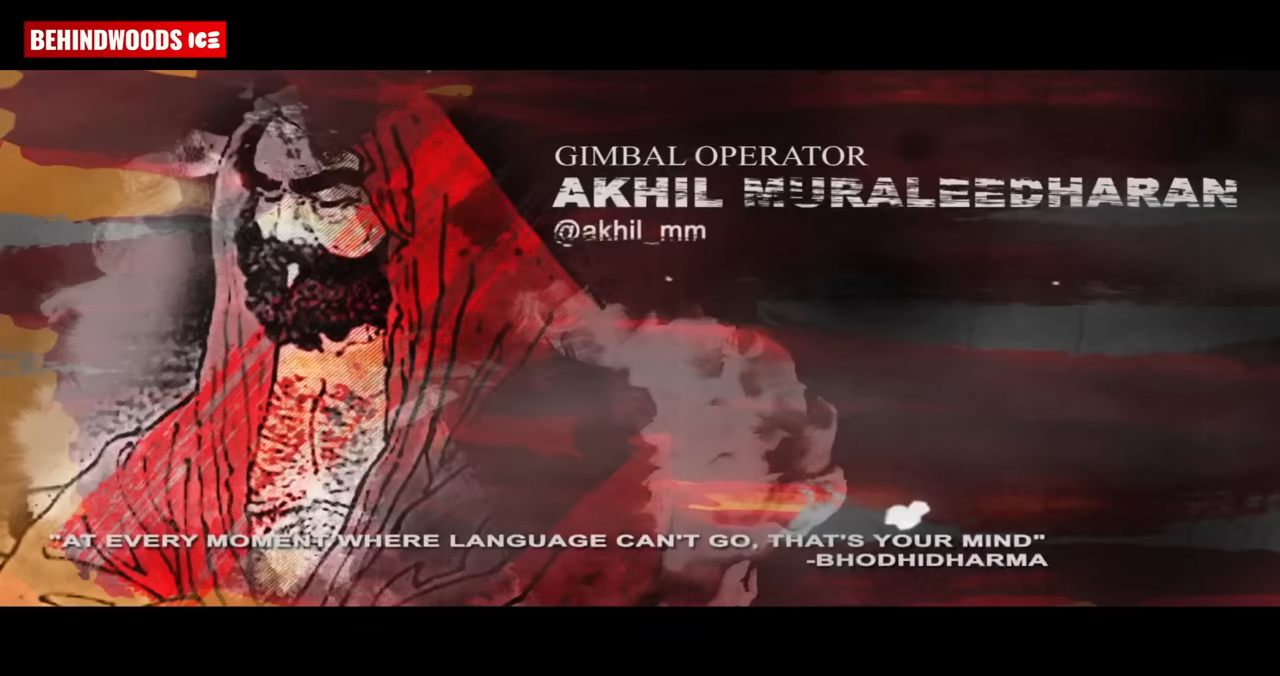 BEHINDWOODS ICE
GIMBAL OPERATOR
AKHIL MURALEEDHARAN
@akhil_mm
"AT EVERY MOMENT WHERE LANGUAGE CAN'T GO, THAT'S YOUR MIND"
-BHODHIDHARMA